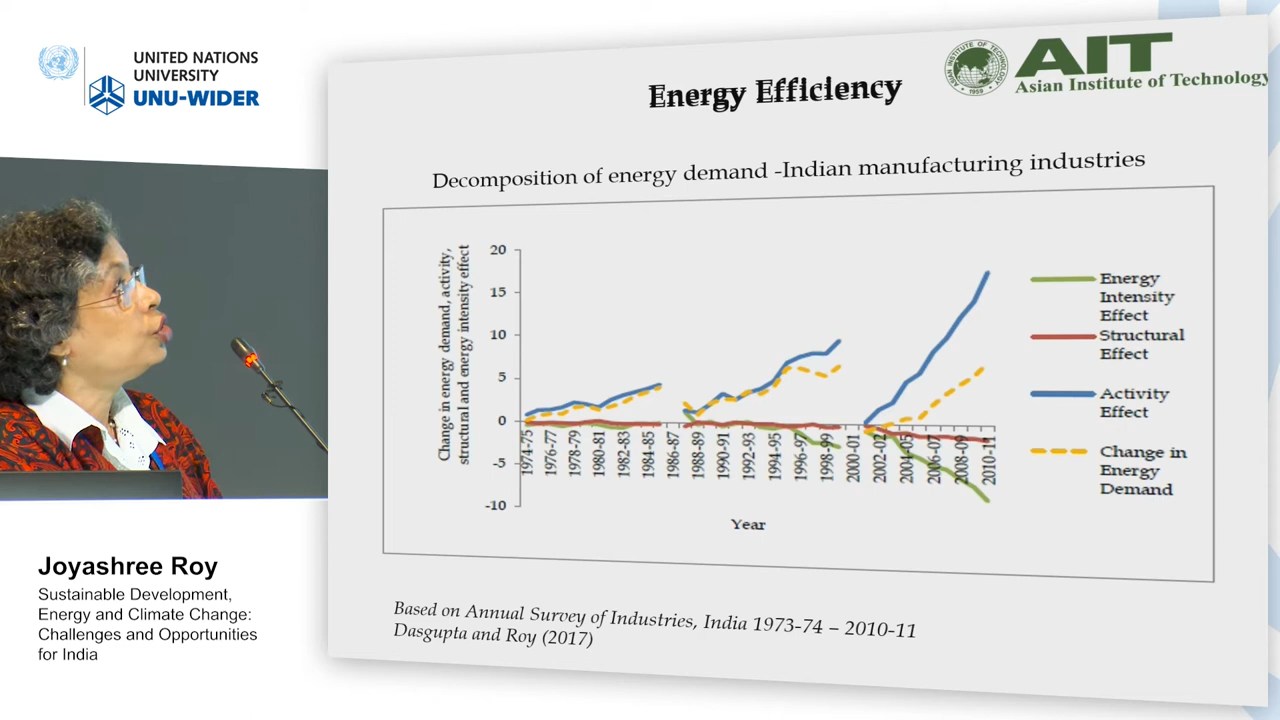 UNITED NATIONS
UNIVERSITY
UNU-WIDER
ASIAN INSTITUTE OF TECHNOLOGY
1959
AIT
Asian Institute of Technology
Energy Efficiency
Decomposition of energy demand -Indian manufacturing industries
Change in energy demand, activity,
structural and energy intensity effect
20
15
10
5
0
-5
-10
1974-75
1976-77
1978-79
1980-81
1982-83
1984-85
1986-87
1988-89
1990-91
1992-93
1994-95
1996-97
1998-99
2000-01
2002-03
2004-05
2006-07
2008-09
2010-11
Year
Energy
Intensity
Effect
Structural
Effect
Activity
Effect
Change in
Energy
Demand
Based on Annual Survey of Industries, India 1973-74 – 2010-11
Dasgupta and Roy (2017)
Joyashree Roy
Sustainable Development,
Energy and Climate Change:
Challenges and Opportunities
for India